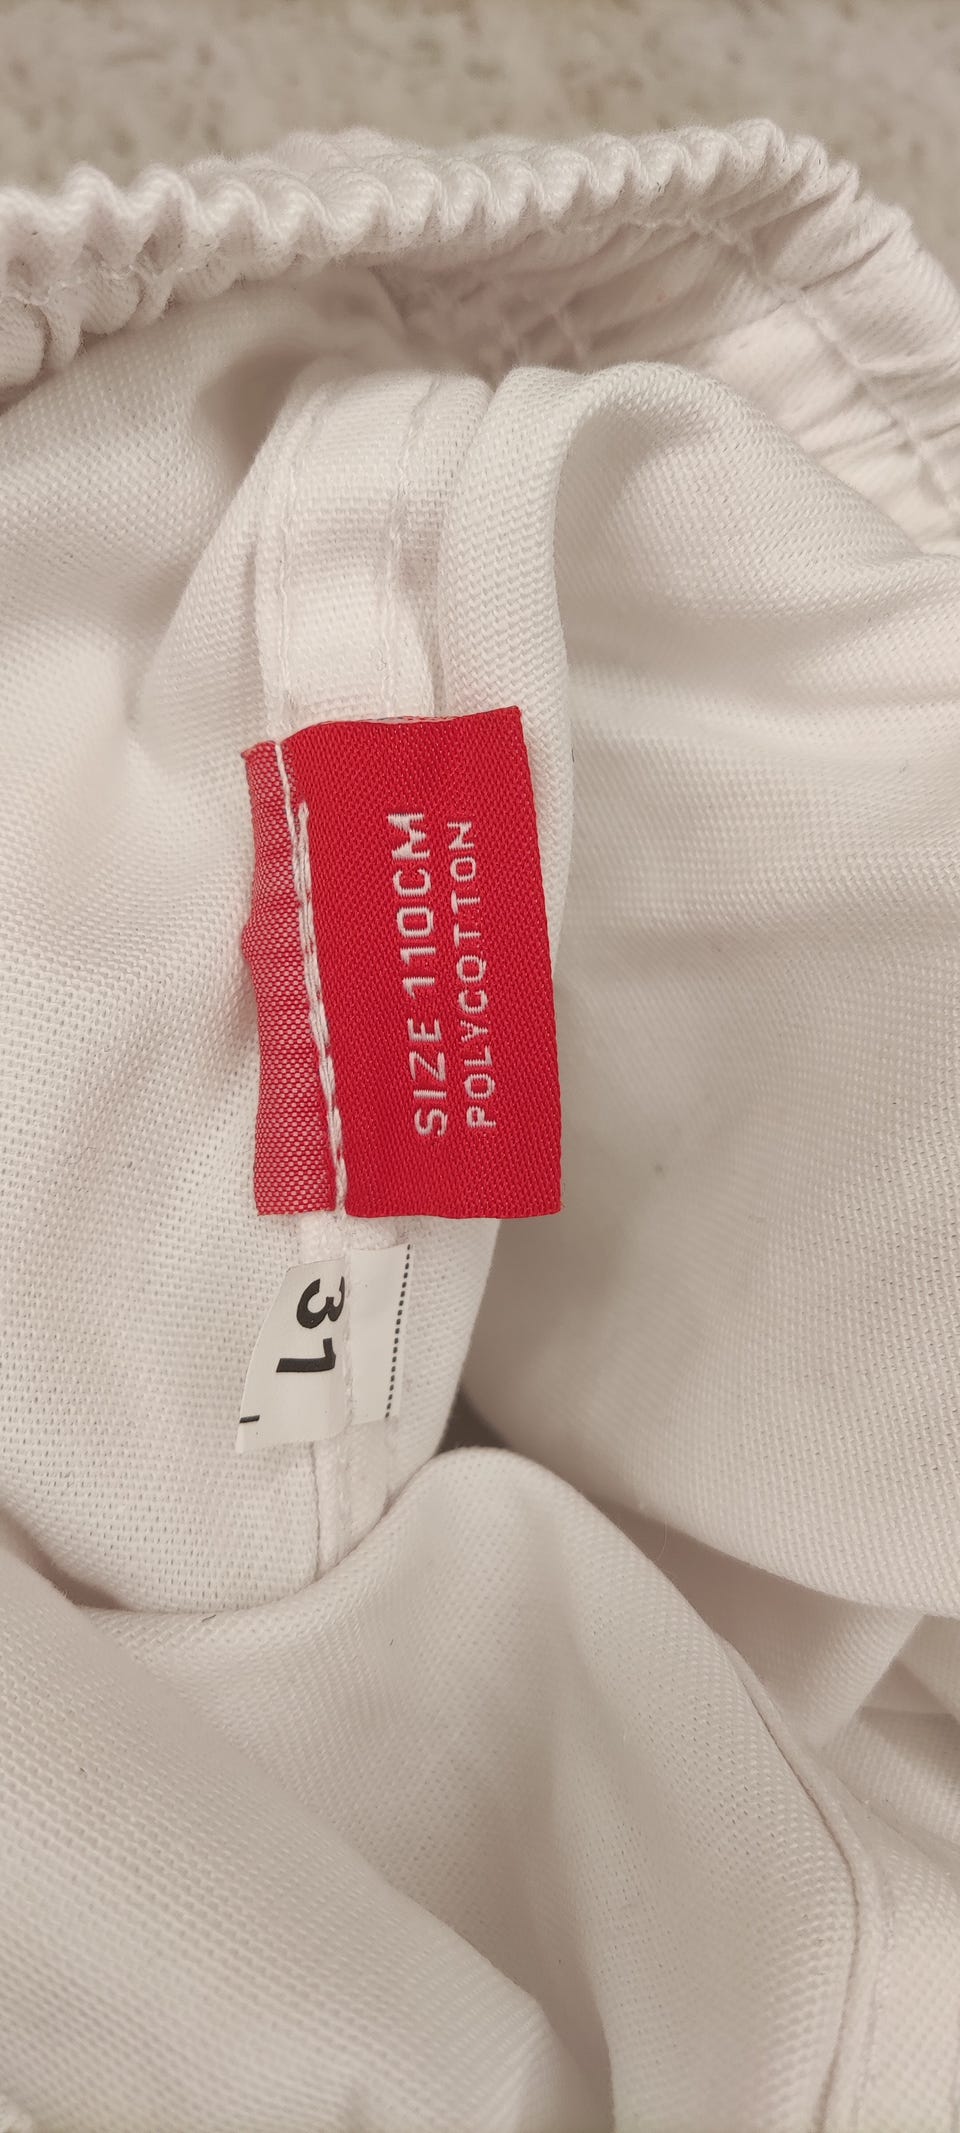 SIZE 110CM
POLYCOTTON
31